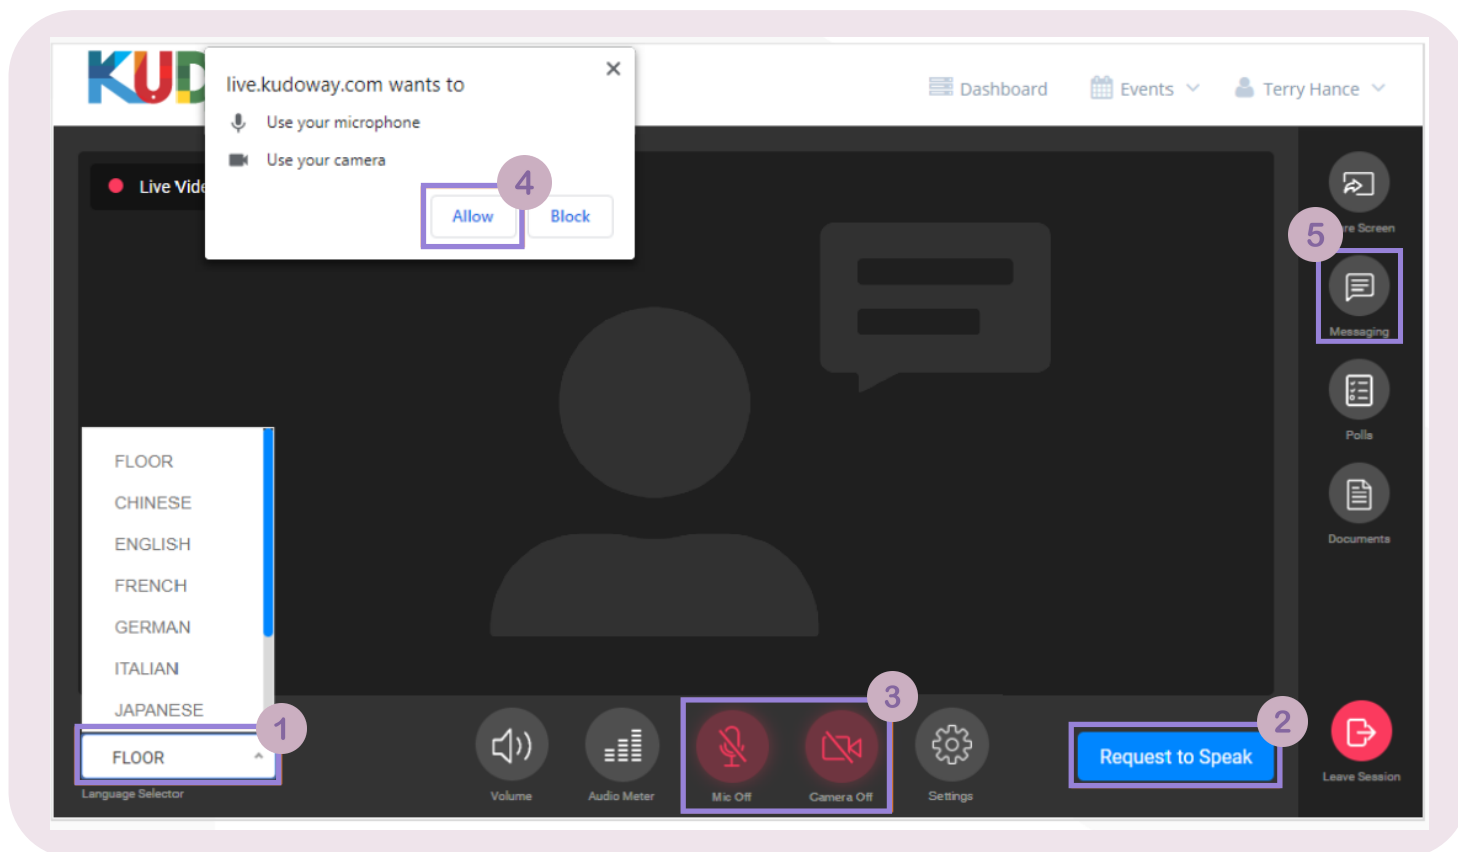 KUD
live.kudoway.com wants to
Use your microphone
Use your camera
Allow
Block
4
Dashboard
Events
Terry Hance
Live Vide
5
re Screen
Messaging
Polls
Documents
FLOOR
CHINESE
ENGLISH
FRENCH
GERMAN
ITALIAN
JAPANESE
1
FLOOR
Language Selector
Volume
Audio Meter
3
Mic Off
Camera Off
Settings
2
Request to Speak
Leave Session